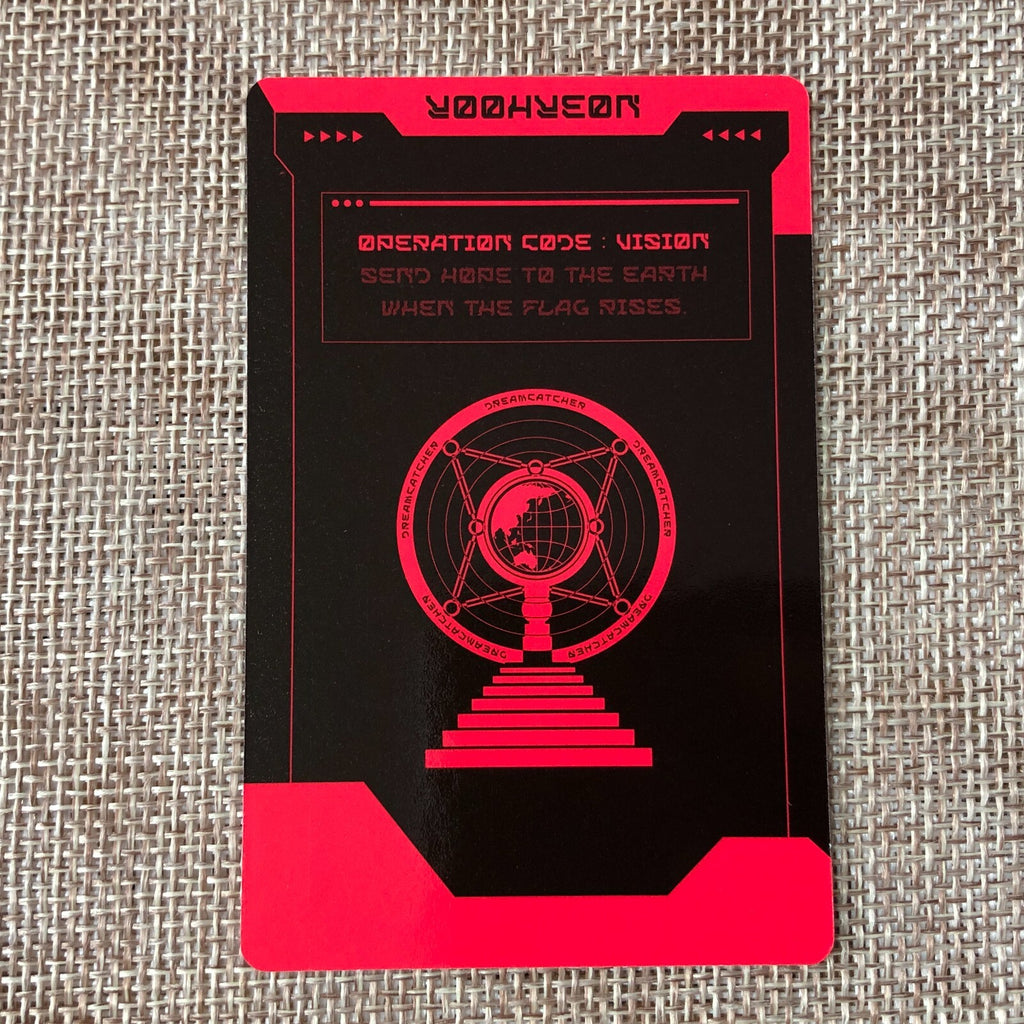 YOOHYEON
OPERATION CODE : VISION
SEND HOPE TO THE EARTH
WHEN THE FLAG RISES.
DREAMCATCHER
DREAMCATCHER
DREAMCATCHER
DREAMCATCHER
DREAMCATCHER